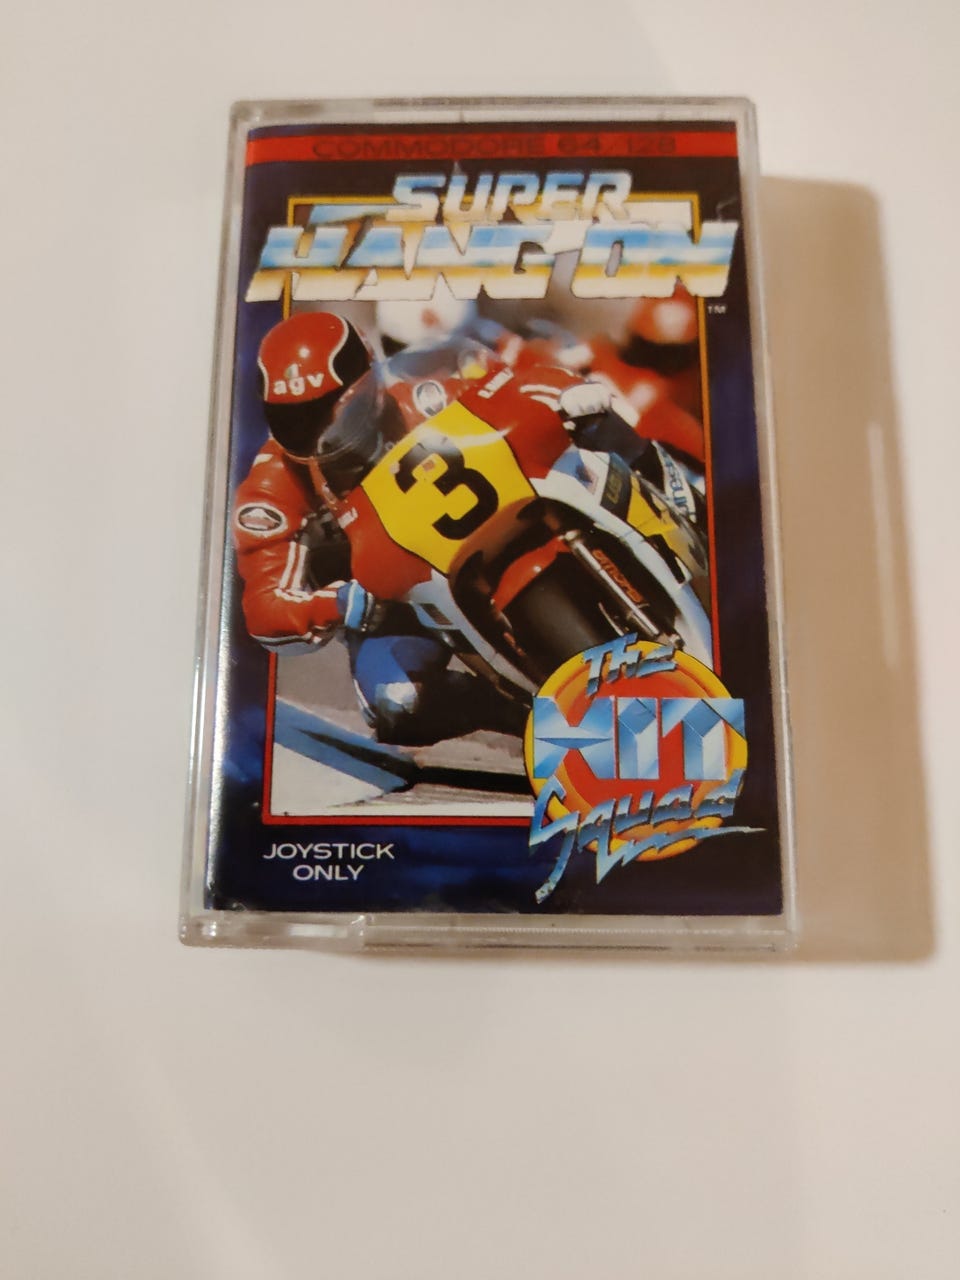 COMMODORE 64/128
SUPER
HANG-ON
TM
agv
3
THE
HIT
Squad
JOYSTICK
ONLY